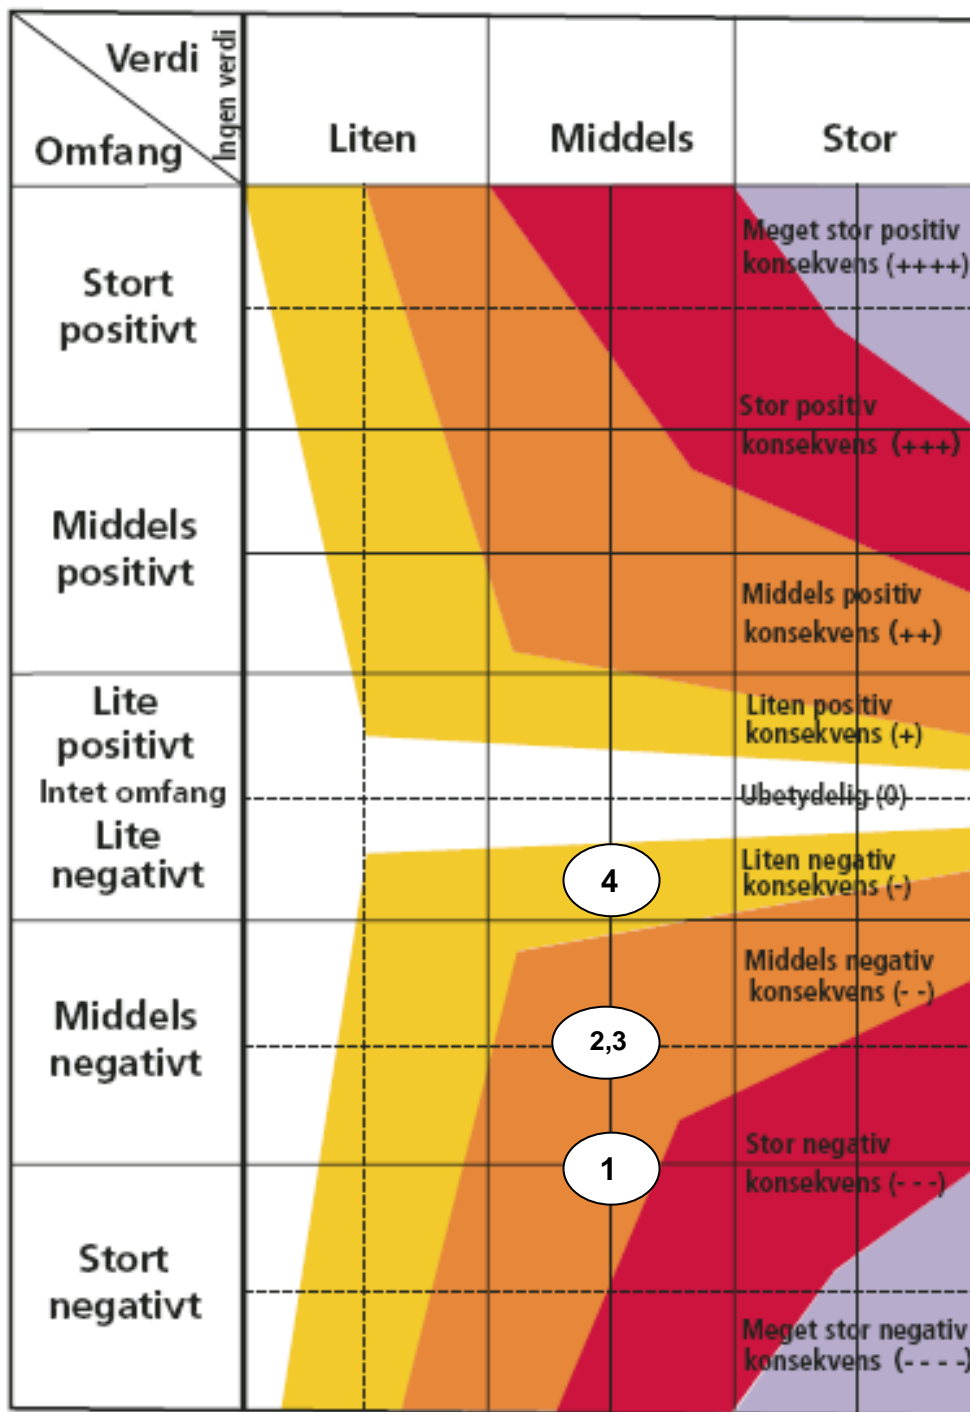 Verdi
Ingen verdi
Omfang
Liten
Middels
Stor
Stort
positivt
Meget stor positiv
konsekvens (++++)
Stor positiv
konsekvens (+++)
Middels
positivt
Middels positiv
konsekvens (++)
Lite
positivt
Intet omfang
Lite
negativt
Liten positiv
konsekvens (+)
Ubetydelig (0)
Liten negativ
konsekvens (-)
4
Middels
negativt
Middels negativ
konsekvens (- -)
2,3
1
Stor negativ
konsekvens (- - -)
Stort
negativt
Meget stor negativ
konsekvens (- - - -)